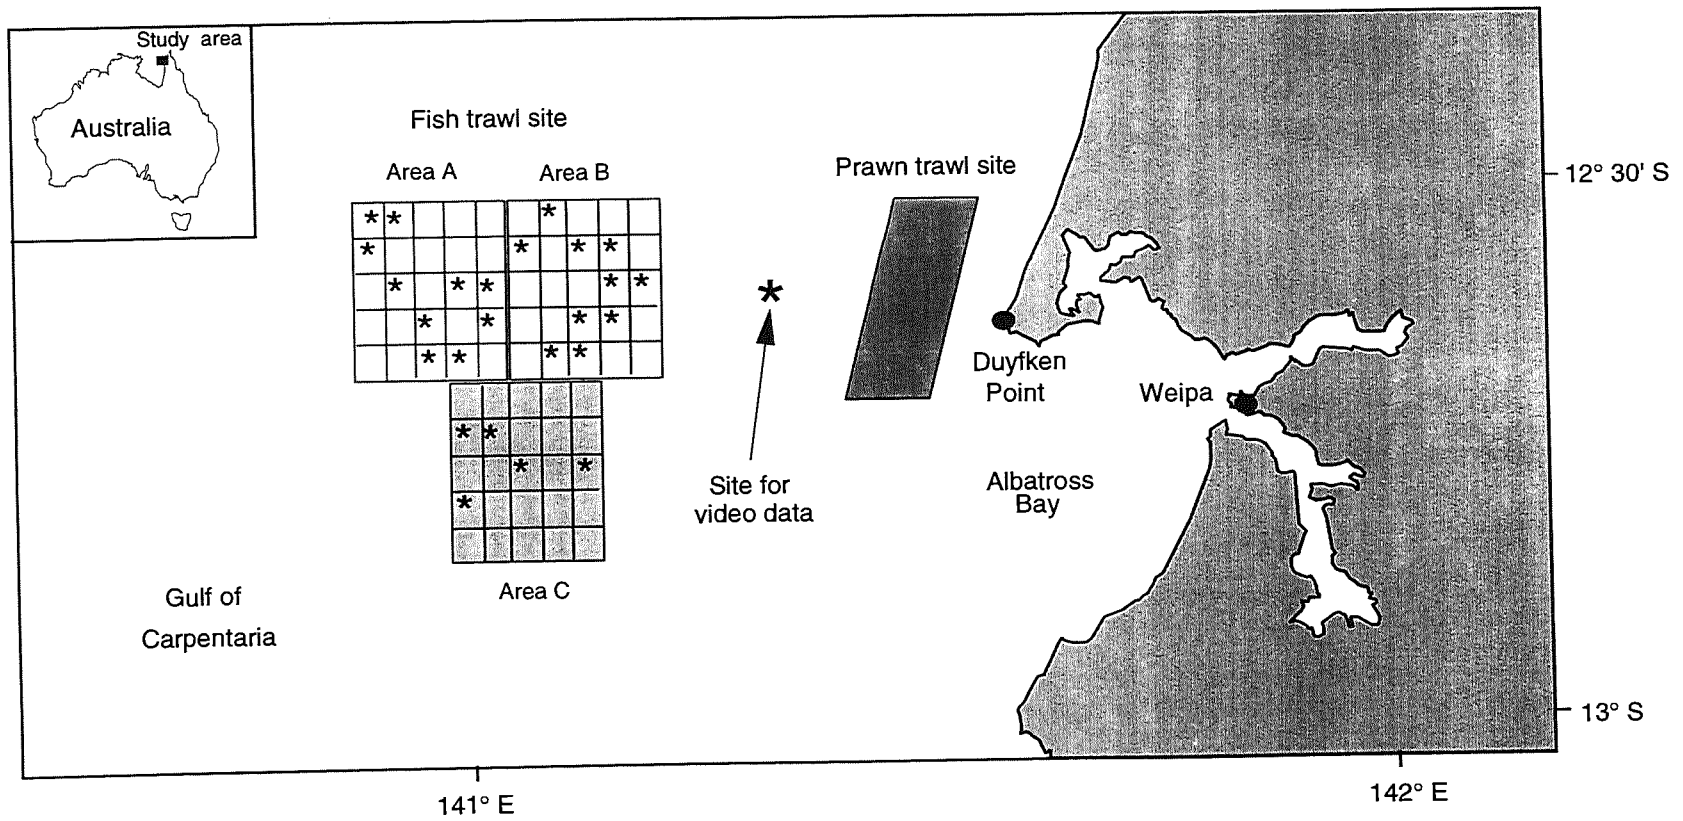 Study area
Australia
Fish trawl site
Area A
Area B
Prawn trawl site
12° 30' S
Duyfken
Point
Weipa
Site for
video data
Albatross
Bay
Area C
Gulf of
Carpentaria
13° S
141° E
142° E